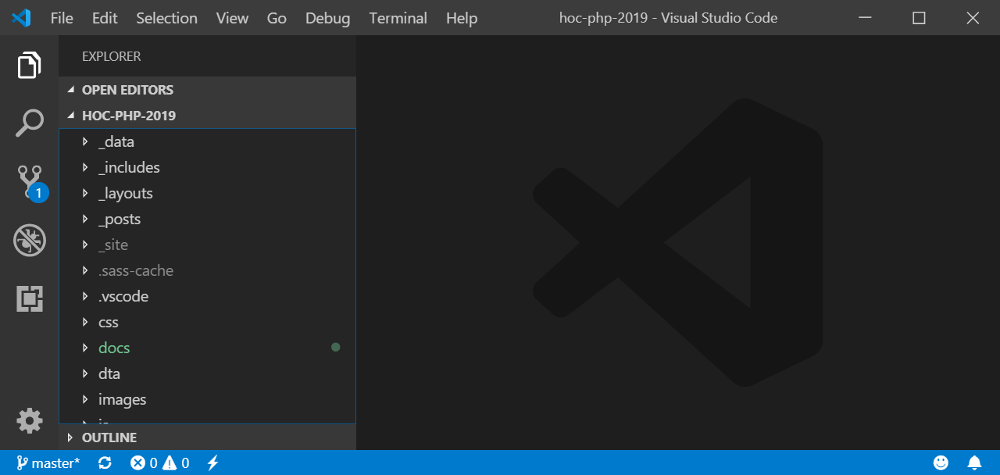 File Edit Selection View Go Debug Terminal Help hoc-php-2019 - Visual Studio Code
EXPLORER
OPEN EDITORS
HOC-PHP-2019
_data
_includes
_layouts
_posts
_site
.sass-cache
.vscode
css
docs
dta
images
OUTLINE
1
master* 0 0